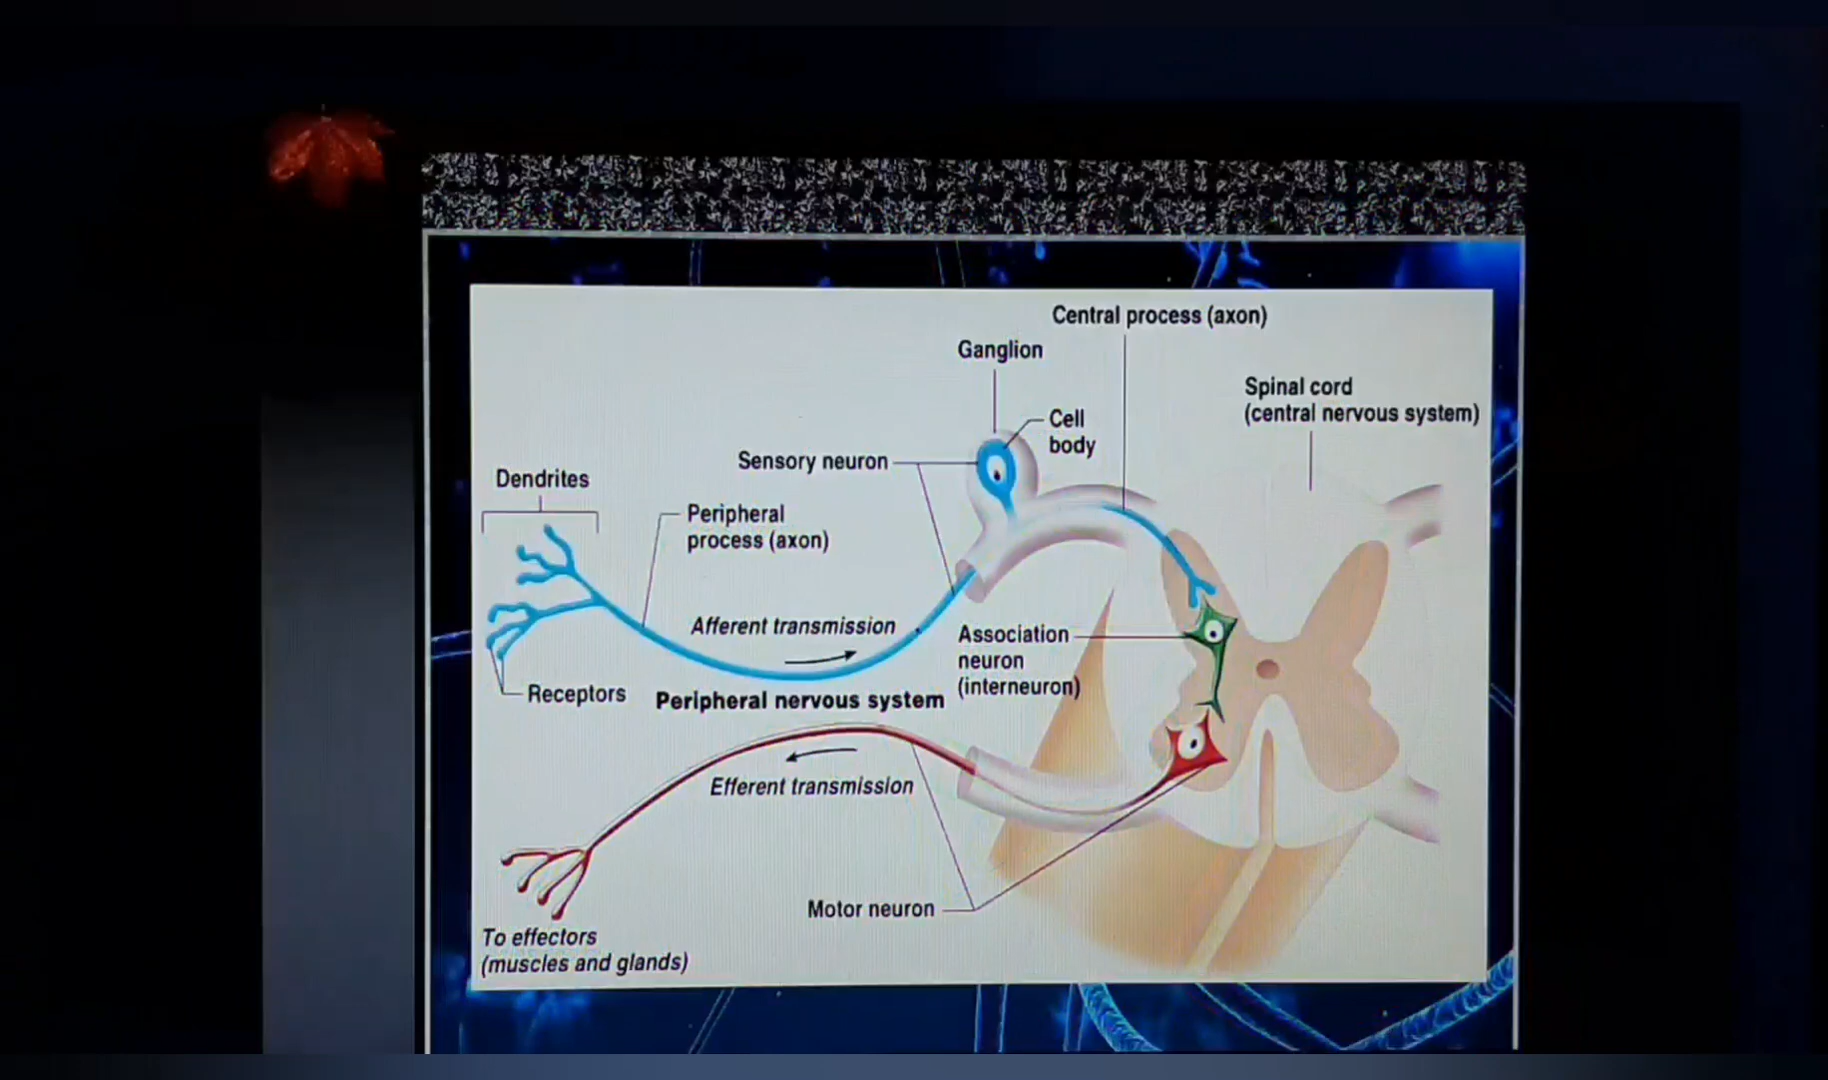 Central process (axon)
Ganglion
Spinal cord
(central nervous system)
Cell
body
Sensory neuron
Dendrites
Peripheral
process (axon)
Afferent transmission
Association
neuron
(interneuron)
Receptors
Peripheral nervous system
Efferent transmission
Motor neuron
To effectors
(muscles and glands)